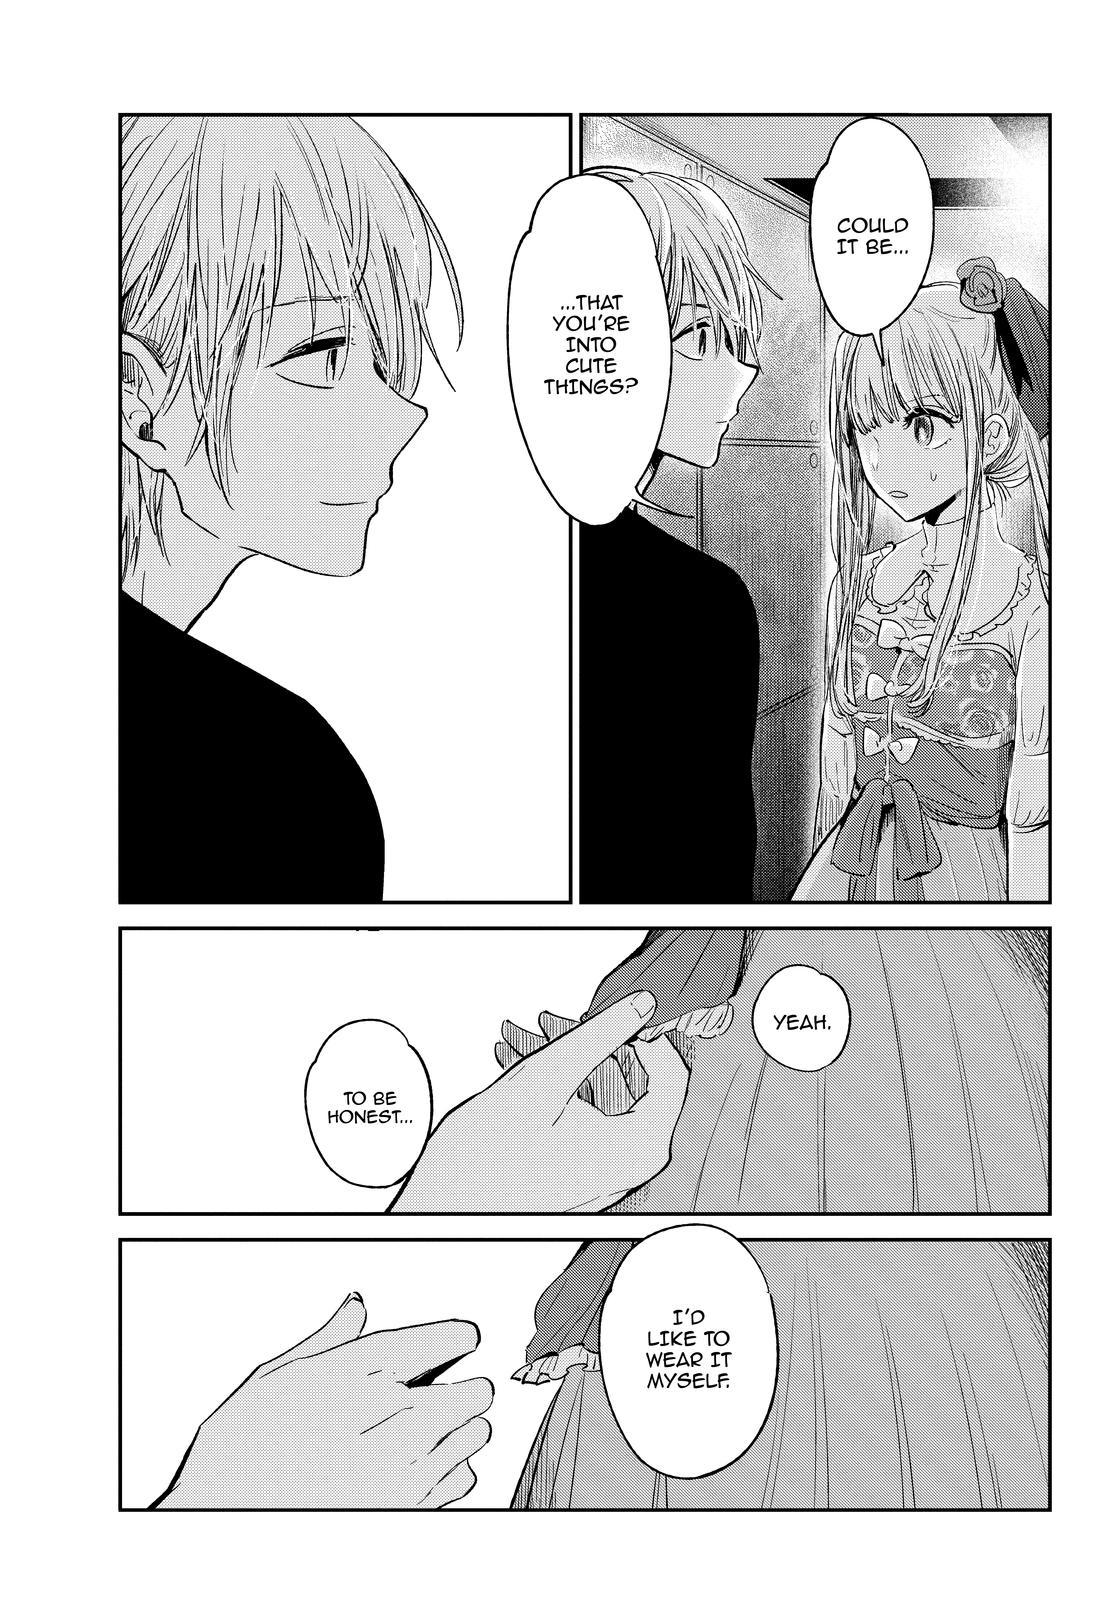 COULD
IT BE...
...THAT
YOU'RE
INTO
CUTE
THINGS?
YEAH.
TO BE
HONEST...
I'D
LIKE TO
WEAR IT
MYSELF.